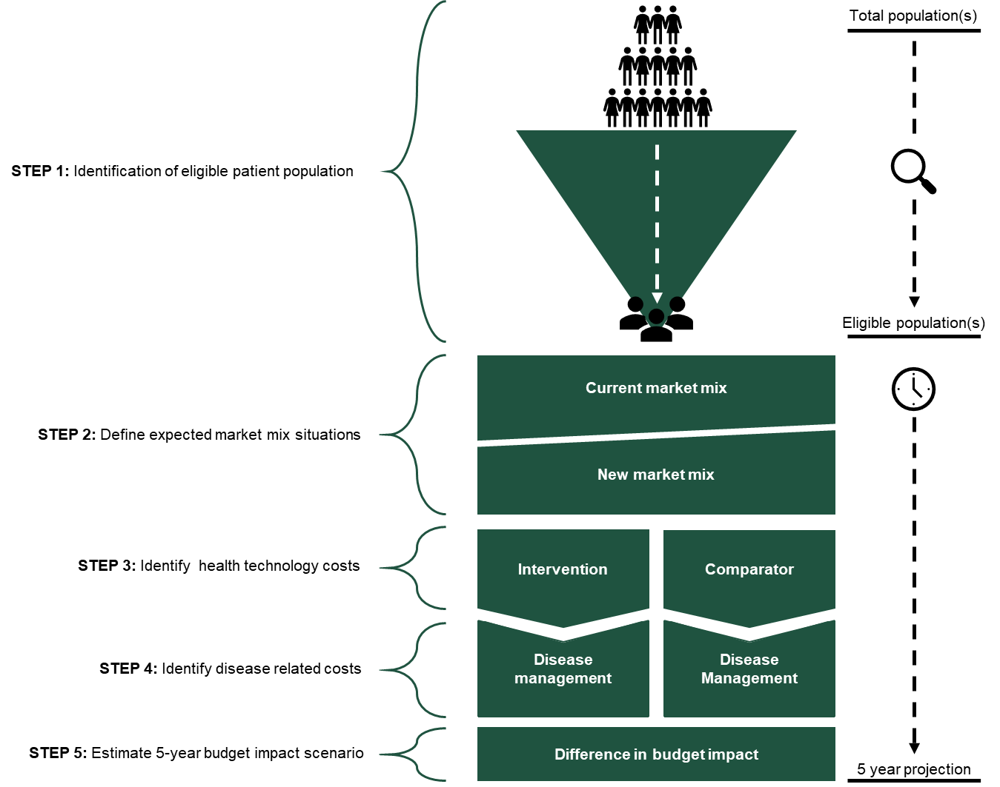 Total population(s)
STEP 1: Identification of eligible patient population
Eligible population(s)
Current market mix
STEP 2: Define expected market mix situations
New market mix
STEP 3: Identify  health technology costs
Intervention
Comparator
STEP 4: Identify disease related costs
Disease
management
Disease
Management
STEP 5: Estimate 5-year budget impact scenario
Difference in budget impact
5 year projection